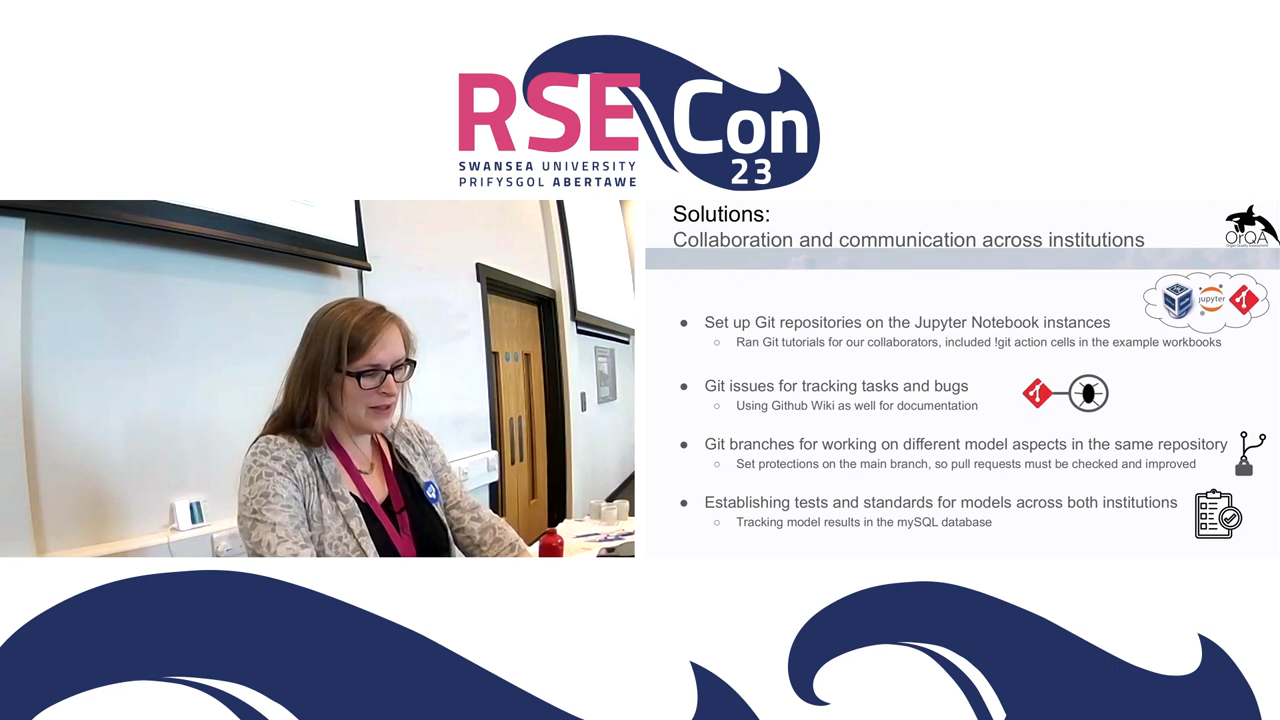 RSE Con
23
SWANSEA UNIVERSITY
PRIFYSGOL ABERTAWE
Solutions:
Collaboration and communication across institutions
OrQA
jupyter
● Set up Git repositories on the Jupyter Notebook instances
○ Ran Git tutorials for our collaborators, included !git action cells in the example workbooks
● Git issues for tracking tasks and bugs
○ Using Github Wiki as well for documentation
● Git branches for working on different model aspects in the same repository
○ Set protections on the main branch, so pull requests must be checked and improved
● Establishing tests and standards for models across both institutions
○ Tracking model results in the mySQL database